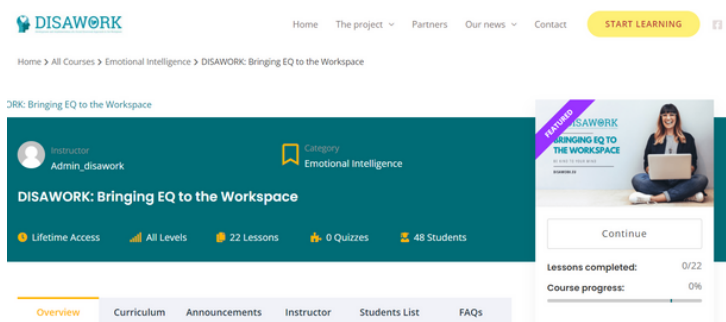 DISAWORK
Home The project Partners Our news Contact START LEARNING
Home > All Courses > Emotional Intelligence > DISAWORK: Bringing EQ to the Workspace
ORK: Bringing EQ to the Workspace
Instructor
Admin_disawork
Category
Emotional Intelligence
DISAWORK: Bringing EQ to the Workspace
Lifetime Access All Levels 22 Lessons 0 Quizzes 48 Students
FEATURED
ISAWORK
BRINGING EQ TO
THE WORKSPACE
Continue
Lessons completed: 0/22
Course progress: 0%
Overview Curriculum Announcements Instructor Students List FAQs